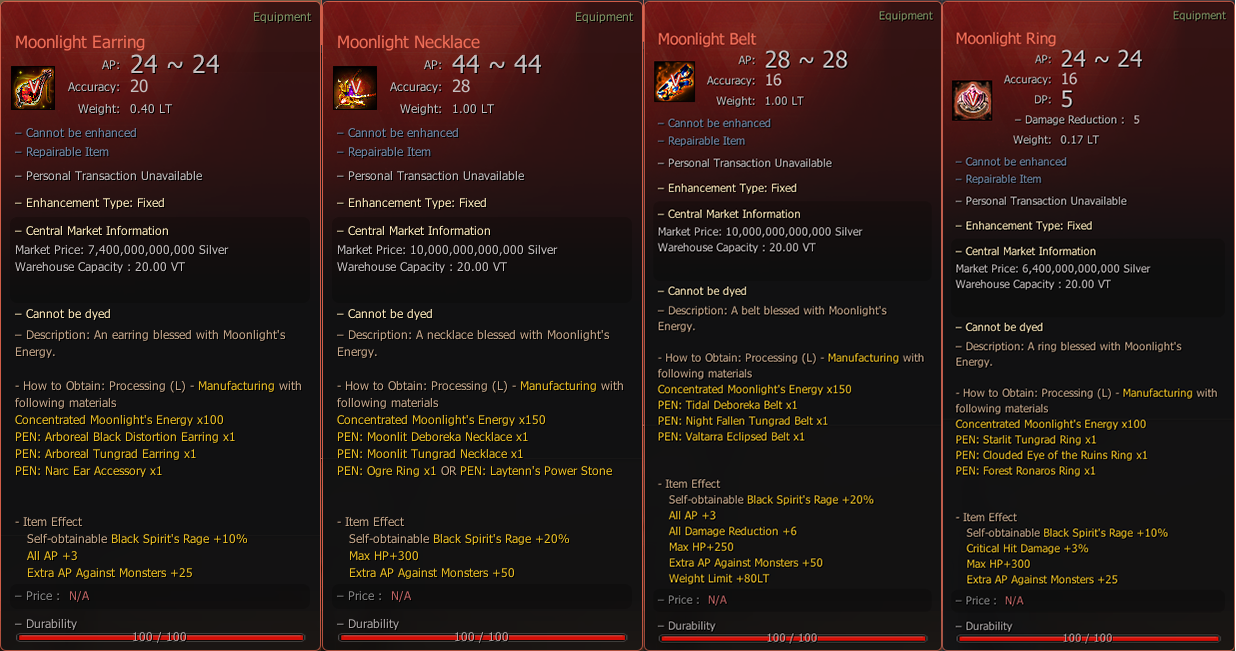 Equipment
Moonlight Earring
AP: 24 ~ 24
V
Accuracy: 20
Weight: 0.40 LT
– Cannot be enhanced
– Repairable Item
– Personal Transaction Unavailable
– Enhancement Type: Fixed
– Central Market Information
Market Price: 7,400,000,000,000 Silver
Warehouse Capacity : 20.00 VT
– Cannot be dyed
– Description: An earring blessed with Moonlight's
Energy.
- How to Obtain: Processing (L) - Manufacturing with
following materials
Concentrated Moonlight's Energy x100
PEN: Arboreal Black Distortion Earring x1
PEN: Arboreal Tungrad Earring x1
PEN: Narc Ear Accessory x1
- Item Effect
Self-obtainable Black Spirit's Rage +10%
All AP +3
Extra AP Against Monsters +25
– Price : N/A
– Durability
100 / 100
Equipment
Moonlight Necklace
AP: 44 ~ 44
V
Accuracy: 28
Weight: 1.00 LT
– Cannot be enhanced
– Repairable Item
– Personal Transaction Unavailable
– Enhancement Type: Fixed
– Central Market Information
Market Price: 10,000,000,000,000 Silver
Warehouse Capacity : 20.00 VT
– Cannot be dyed
– Description: A necklace blessed with Moonlight's
Energy.
- How to Obtain: Processing (L) - Manufacturing with
following materials
Concentrated Moonlight's Energy x150
PEN: Moonlit Deboreka Necklace x1
PEN: Moonlit Tungrad Necklace x1
PEN: Ogre Ring x1 OR PEN: Laytenn's Power Stone
- Item Effect
Self-obtainable Black Spirit's Rage +20%
Max HP+300
Extra AP Against Monsters +50
– Price : N/A
– Durability
100 / 100
Equipment
Moonlight Belt
AP: 28 ~ 28
V
Accuracy: 16
Weight: 1.00 LT
– Cannot be enhanced
– Repairable Item
– Personal Transaction Unavailable
– Enhancement Type: Fixed
– Central Market Information
Market Price: 10,000,000,000,000 Silver
Warehouse Capacity : 20.00 VT
– Cannot be dyed
– Description: A belt blessed with Moonlight's
Energy.
- How to Obtain: Processing (L) - Manufacturing with
following materials
Concentrated Moonlight's Energy x150
PEN: Tidal Deboreka Belt x1
PEN: Night Fallen Tungrad Belt x1
PEN: Valtarra Eclipsed Belt x1
- Item Effect
Self-obtainable Black Spirit's Rage +20%
All AP +3
All Damage Reduction +6
Max HP+250
Extra AP Against Monsters +50
Weight Limit +80LT
– Price : N/A
– Durability
100 / 100
Equipment
Moonlight Ring
AP: 24 ~ 24
V
Accuracy: 16
DP: 5
– Damage Reduction : 5
Weight: 0.17 LT
– Cannot be enhanced
– Repairable Item
– Personal Transaction Unavailable
– Enhancement Type: Fixed
– Central Market Information
Market Price: 6,400,000,000,000 Silver
Warehouse Capacity : 20.00 VT
– Cannot be dyed
– Description: A ring blessed with Moonlight's
Energy.
- How to Obtain: Processing (L) - Manufacturing with
following materials
Concentrated Moonlight's Energy x100
PEN: Starlit Tungrad Ring x1
PEN: Clouded Eye of the Ruins Ring x1
PEN: Forest Ronaros Ring x1
- Item Effect
Self-obtainable Black Spirit's Rage +10%
Critical Hit Damage +3%
Max HP+300
Extra AP Against Monsters +25
– Price : N/A
– Durability
100 / 100